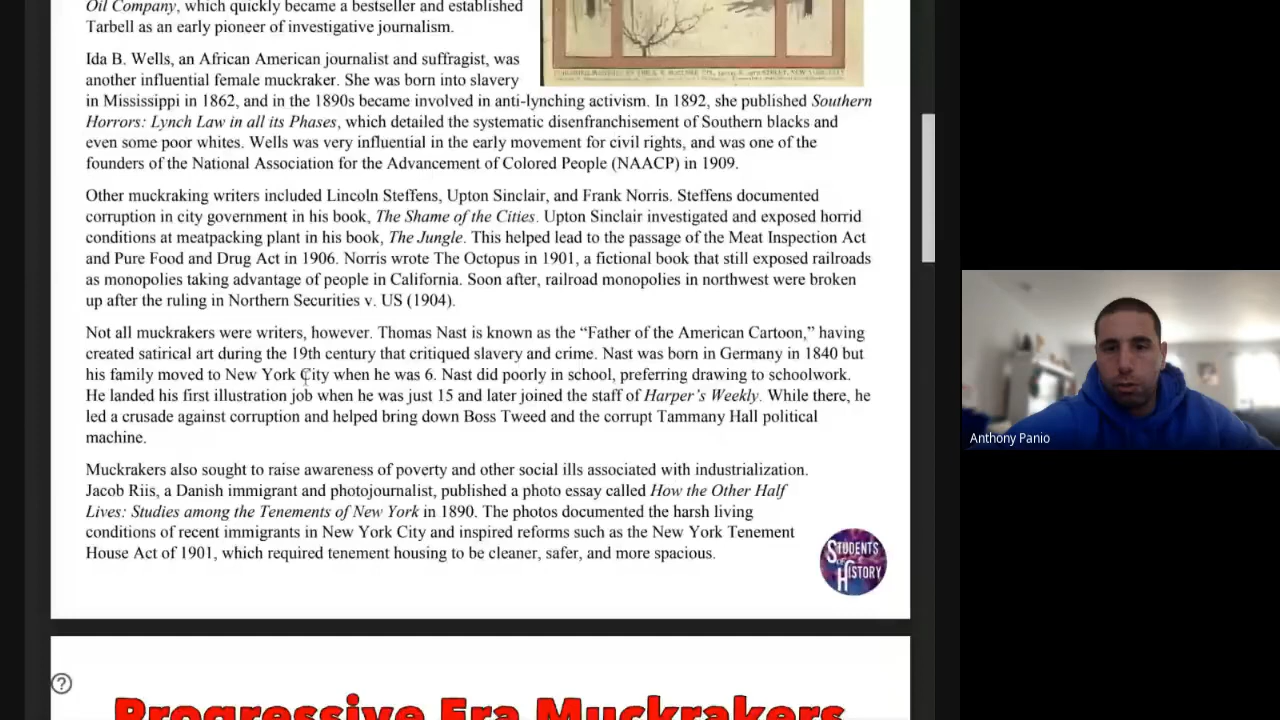 Oil Company, which quickly became a bestseller and established
Tarbell as an early pioneer of investigative journalism.
Ida B. Wells, an African American journalist and suffragist, was
another influential female muckraker. She was born into slavery
in Mississippi in 1862, and in the 1890s became involved in anti-lynching activism. In 1892, she published Southern
Horrors: Lynch Law in all its Phases, which detailed the systematic disenfranchisement of Southern blacks and
even some poor whites. Wells was very influential in the early movement for civil rights, and was one of the
founders of the National Association for the Advancement of Colored People (NAACP) in 1909.
Other muckraking writers included Lincoln Steffens, Upton Sinclair, and Frank Norris. Steffens documented
corruption in city government in his book, The Shame of the Cities. Upton Sinclair investigated and exposed horrid
conditions at meatpacking plant in his book, The Jungle. This helped lead to the passage of the Meat Inspection Act
and Pure Food and Drug Act in 1906. Norris wrote The Octopus in 1901, a fictional book that still exposed railroads
as monopolies taking advantage of people in California. Soon after, railroad monopolies in northwest were broken
up after the ruling in Northern Securities v. US (1904).
Not all muckrakers were writers, however. Thomas Nast is known as the “Father of the American Cartoon,” having
created satirical art during the 19th century that critiqued slavery and crime. Nast was born in Germany in 1840 but
his family moved to New York City when he was 6. Nast did poorly in school, preferring drawing to schoolwork.
He landed his first illustration job when he was just 15 and later joined the staff of Harper’s Weekly. While there, he
led a crusade against corruption and helped bring down Boss Tweed and the corrupt Tammany Hall political
machine.
Muckrakers also sought to raise awareness of poverty and other social ills associated with industrialization.
Jacob Riis, a Danish immigrant and photojournalist, published a photo essay called How the Other Half
Lives: Studies among the Tenements of New York in 1890. The photos documented the harsh living
conditions of recent immigrants in New York City and inspired reforms such as the New York Tenement
House Act of 1901, which required tenement housing to be cleaner, safer, and more spacious.
STUDENTS
OF
HISTORY
Progressive Era Muckrakers
Anthony Panio